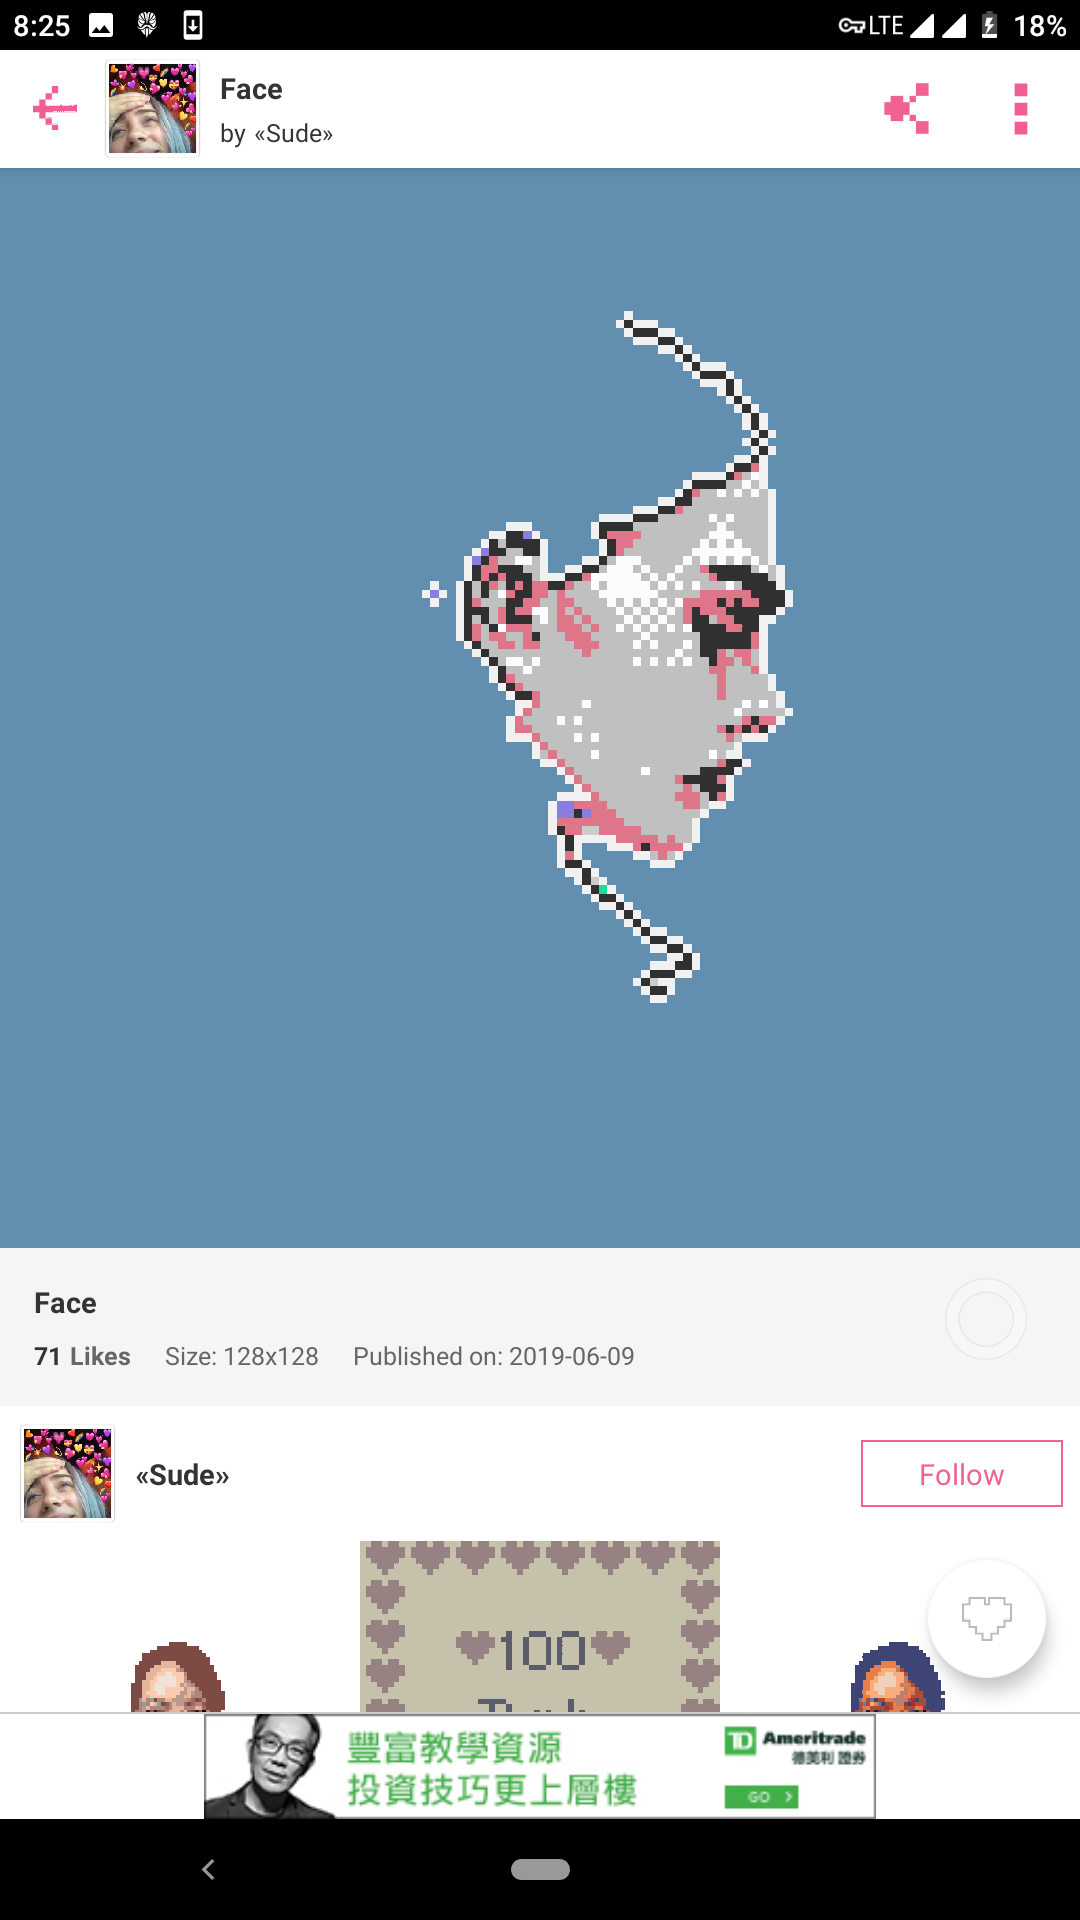 8:25
LTE
18%
Face
by «Sude»
Face
71 Likes Size: 128x128 Published on: 2019-06-09
«Sude»
Follow
100
豐富教學資源
投資技巧更上層樓
TD Ameritrade
德美利 證券
GO >